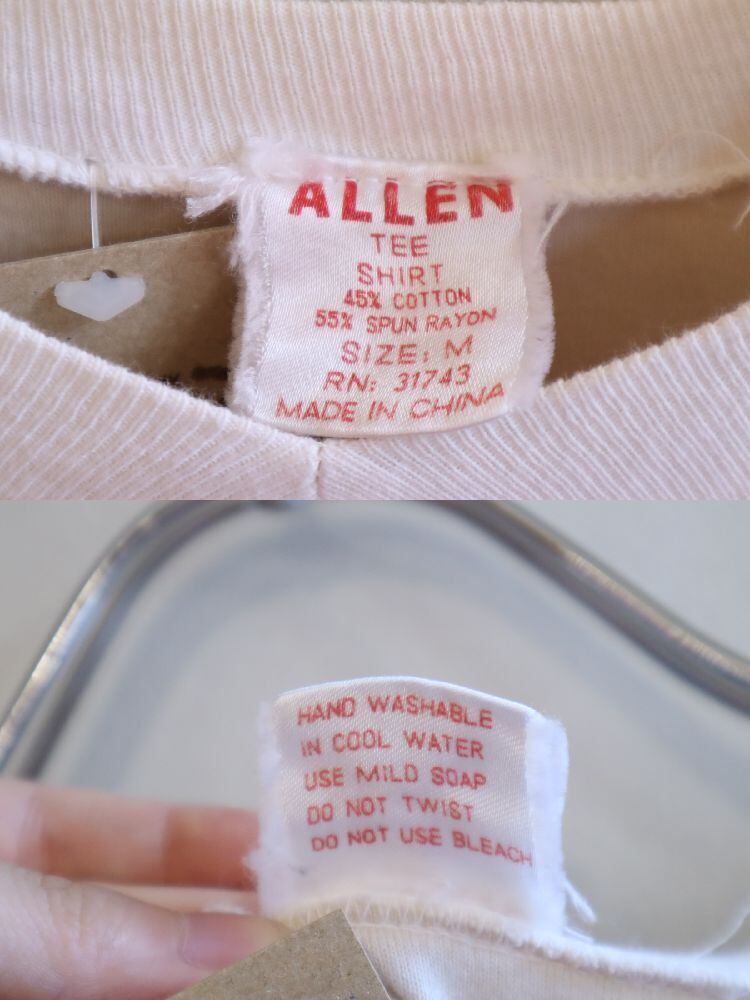 ALLEN
TEE
SHIRT
45% COTTON
55% SPUN RAYON
SIZE: M
RN: 31743
MADE IN CHINA
HAND WASHABLE
IN COOL WATER
USE MILD SOAP
DO NOT TWIST
DO NOT USE BLEACH